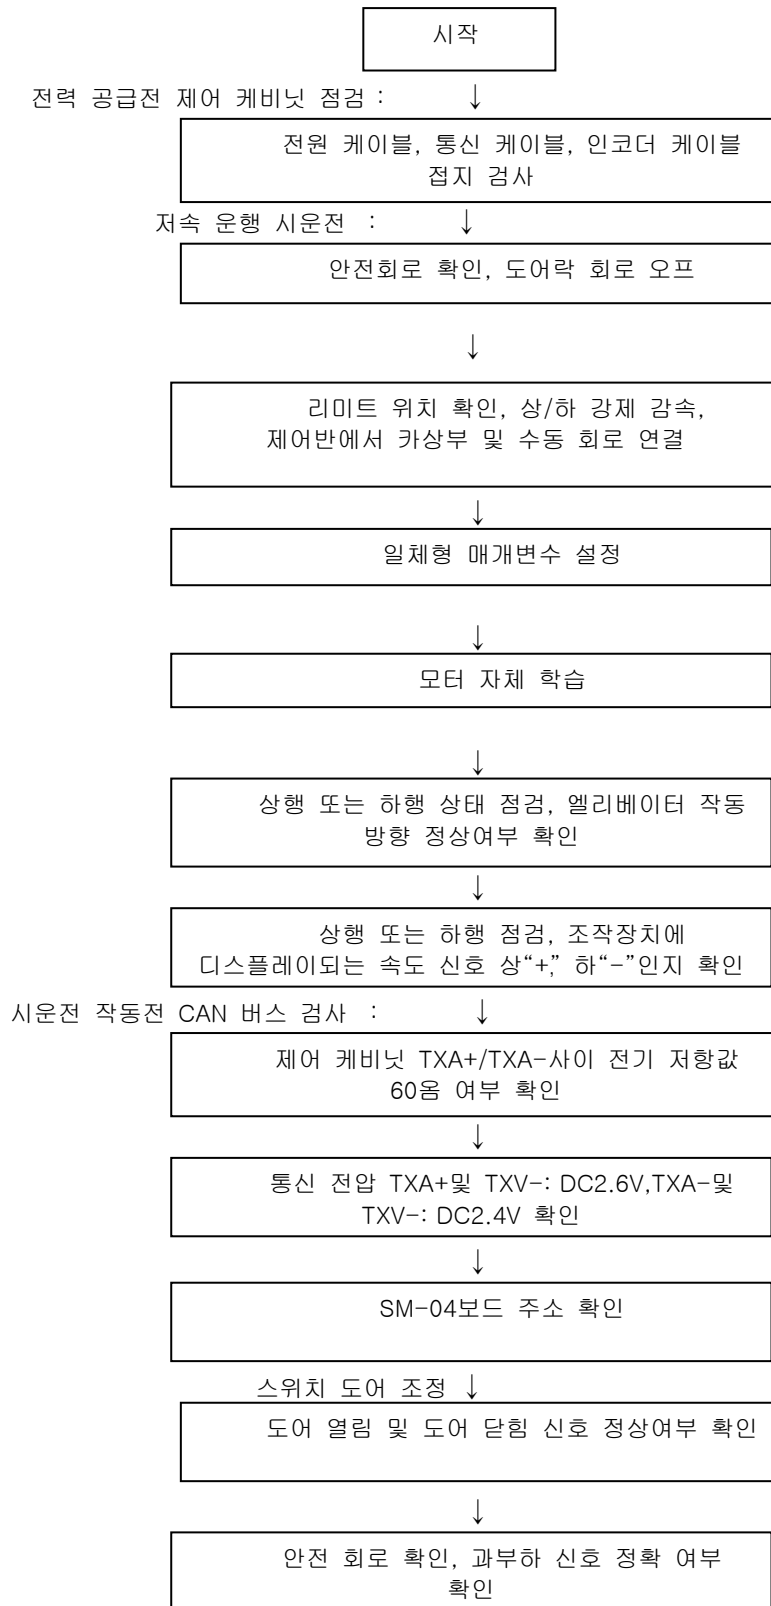 시작
전력 공급전 제어 케비닛 점검 : ↓
전원 케이블, 통신 케이블, 인코더 케이블
접지 검사
저속 운행 시운전 : ↓
안전회로 확인, 도어락 회로 오프
↓
리미트 위치 확인, 상/하 강제 감속,
제어반에서 카상부 및 수동 회로 연결
↓
일체형 매개변수 설정
↓
모터 자체 학습
↓
상행 또는 하행 상태 점검, 엘리베이터 작동
방향 정상여부 확인
↓
상행 또는 하행 점검, 조작장치에
디스플레이되는 속도 신호 상“+,” 하“-”인지 확인
시운전 작동전 CAN 버스 검사 : ↓
제어 케비닛 TXA+/TXA-사이 전기 저항값
60옴 여부 확인
↓
통신 전압 TXA+및 TXV-: DC2.6V,TXA-및
TXV-: DC2.4V 확인
↓
SM-04보드 주소 확인
스위치 도어 조정 ↓
도어 열림 및 도어 닫힘 신호 정상여부 확인
↓
안전 회로 확인, 과부하 신호 정확 여부
확인